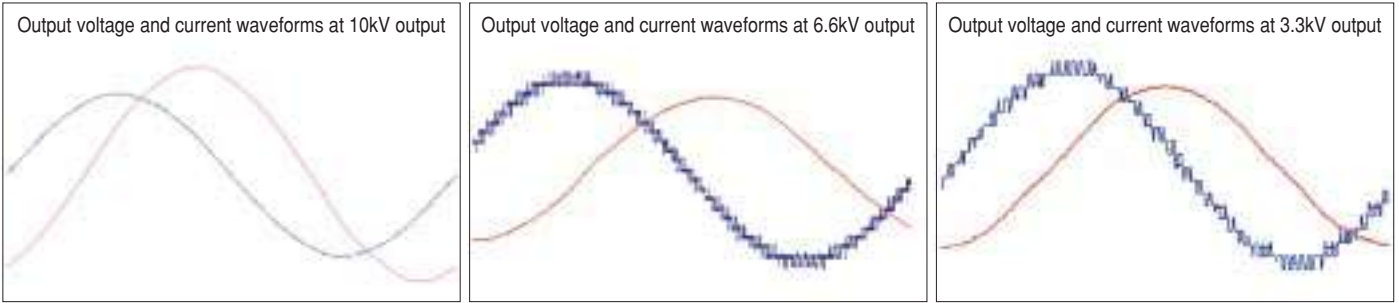 Output voltage and current waveforms at 10kV output
Output voltage and current waveforms at 6.6kV output
Output voltage and current waveforms at 3.3kV output